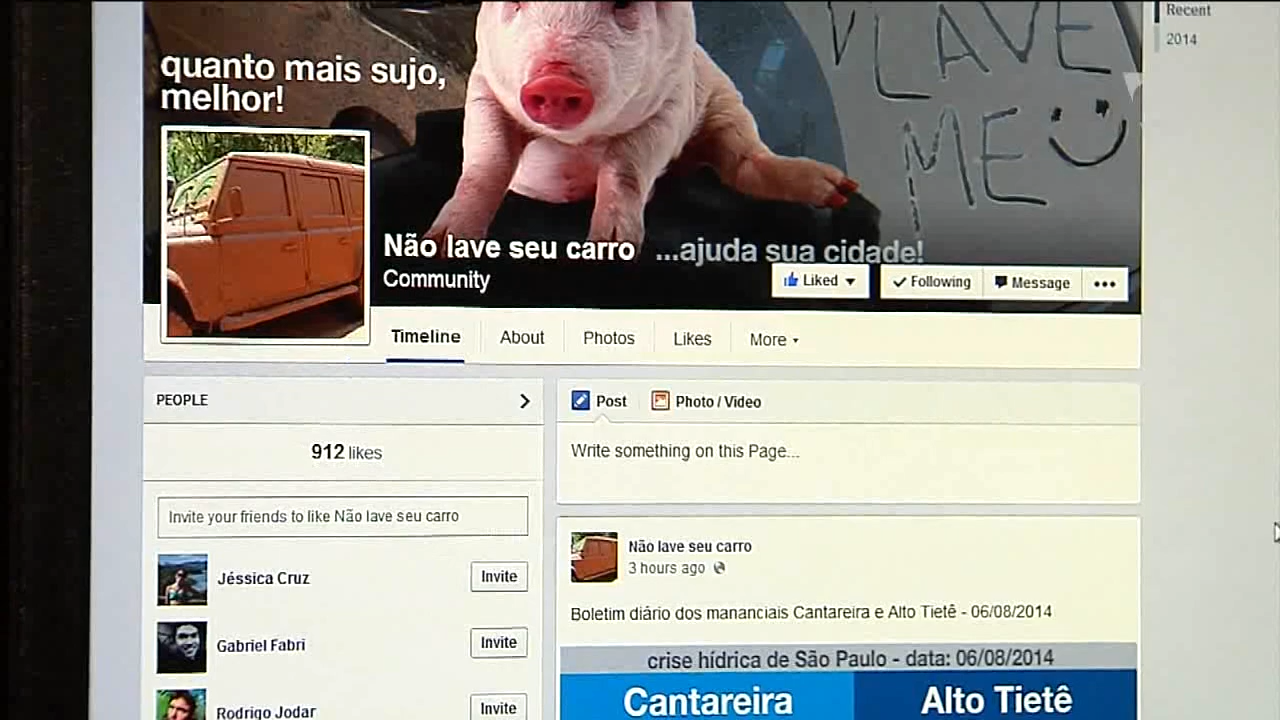 Recent
2014
quanto mais sujo,
melhor!
LAVE
ME
Não lave seu carro ...ajuda sua cidade!
Community
Liked
Following
Message
Timeline
About
Photos
Likes
More
PEOPLE
912 likes
Invite your friends to like Não lave seu carro
Jéssica Cruz
Invite
Gabriel Fabri
Invite
Rodrigo Jodar
Invite
Post
Photo / Video
Write something on this Page...
Não lave seu carro
3 hours ago
Boletim diário dos mananciais Cantareira e Alto Tietê - 06/08/2014
crise hídrica de São Paulo - data: 06/08/2014
Cantareira
Alto Tietê